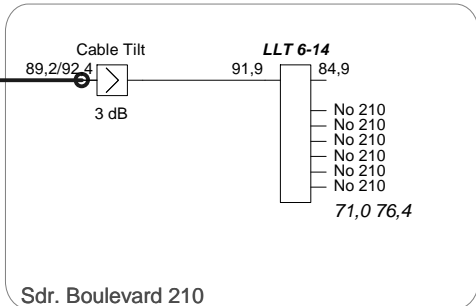 Cable Tilt
LLT 6-14
89,2/92,4
91,9
84,9
3 dB
No 210
No 210
No 210
No 210
No 210
No 210
71,0 76,4
Sdr. Boulevard 210